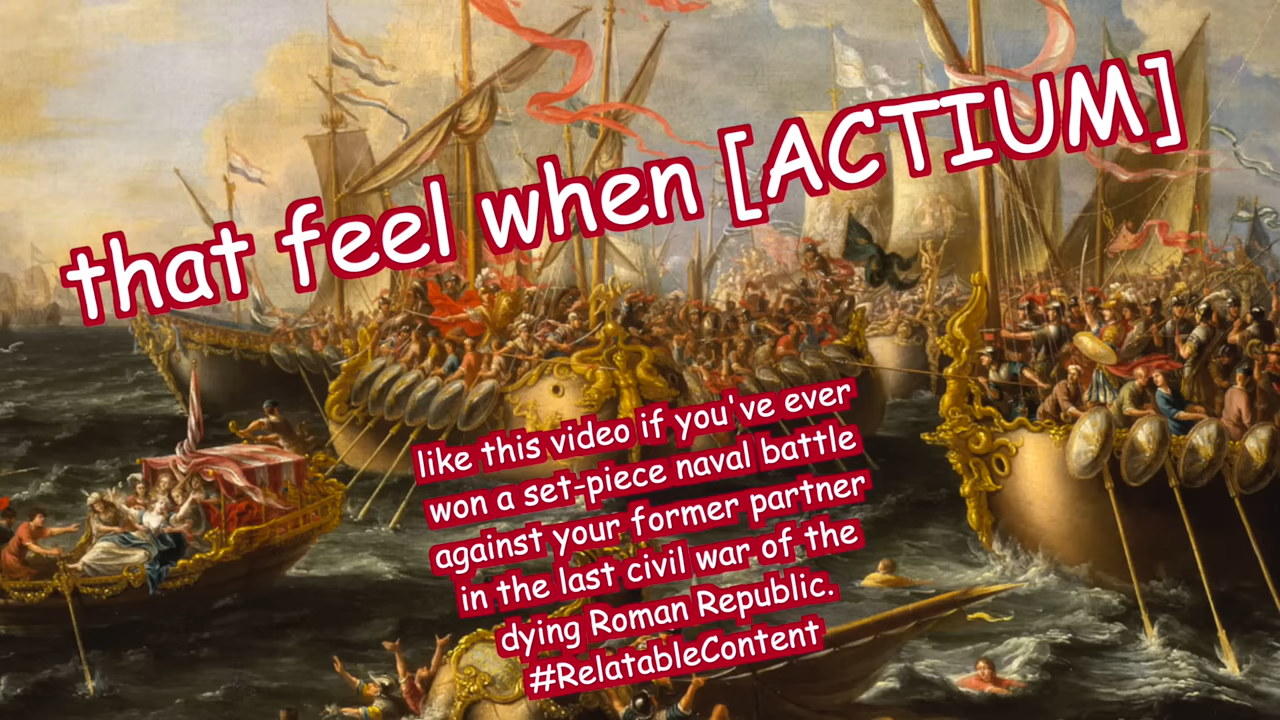 that feel when [ACTIUM]
like this video if you've ever
won a set-piece naval battle
against your former partner
in the last civil war of the
dying Roman Republic.
#RelatableContent